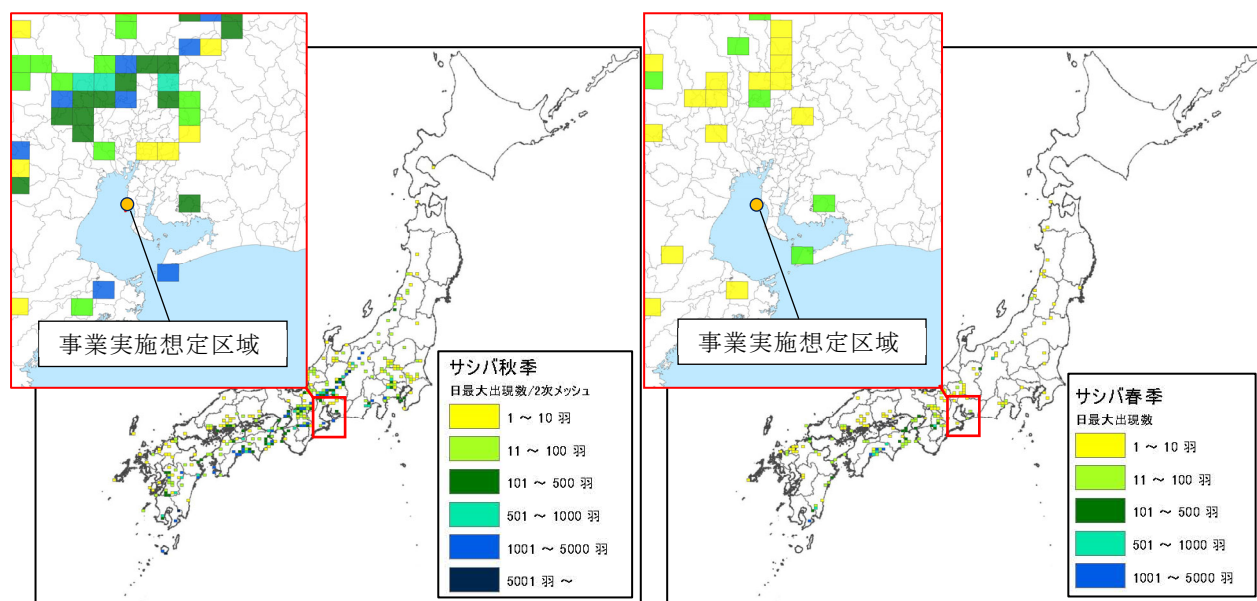 事業実施想定区域
サシバ秋季
日最大出現数/2次メッシュ
1 ～ 10 羽
11 ～ 100 羽
101 ～ 500 羽
501 ～ 1000 羽
1001 ～ 5000 羽
5001 羽 ～
事業実施想定区域
サシバ春季
日最大出現数
1 ～ 10 羽
11 ～ 100 羽
101 ～ 500 羽
501 ～ 1000 羽
1001 ～ 5000 羽